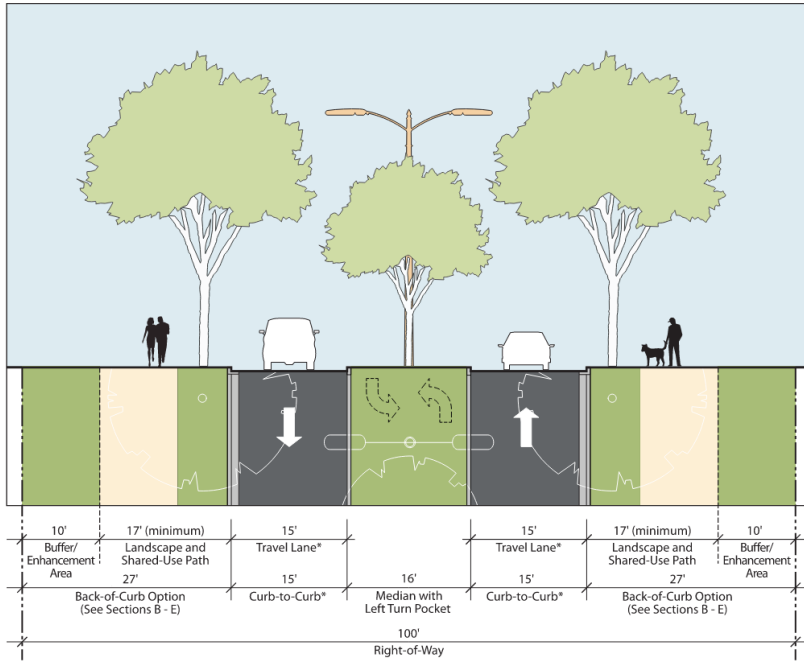 10'
17' (minimum)
15'
15'
17' (minimum)
10'
Buffer/
Enhancement
Area
Landscape and
Shared-Use Path
Travel Lane*
Travel Lane*
Landscape and
Shared-Use Path
Buffer/
Enhancement
Area
27'
15'
16'
15'
27'
Back-of-Curb Option
(See Sections B - E)
Curb-to-Curb*
Median with
Left Turn Pocket
Curb-to-Curb*
Back-of-Curb Option
(See Sections B - E)
100'
Right-of-Way